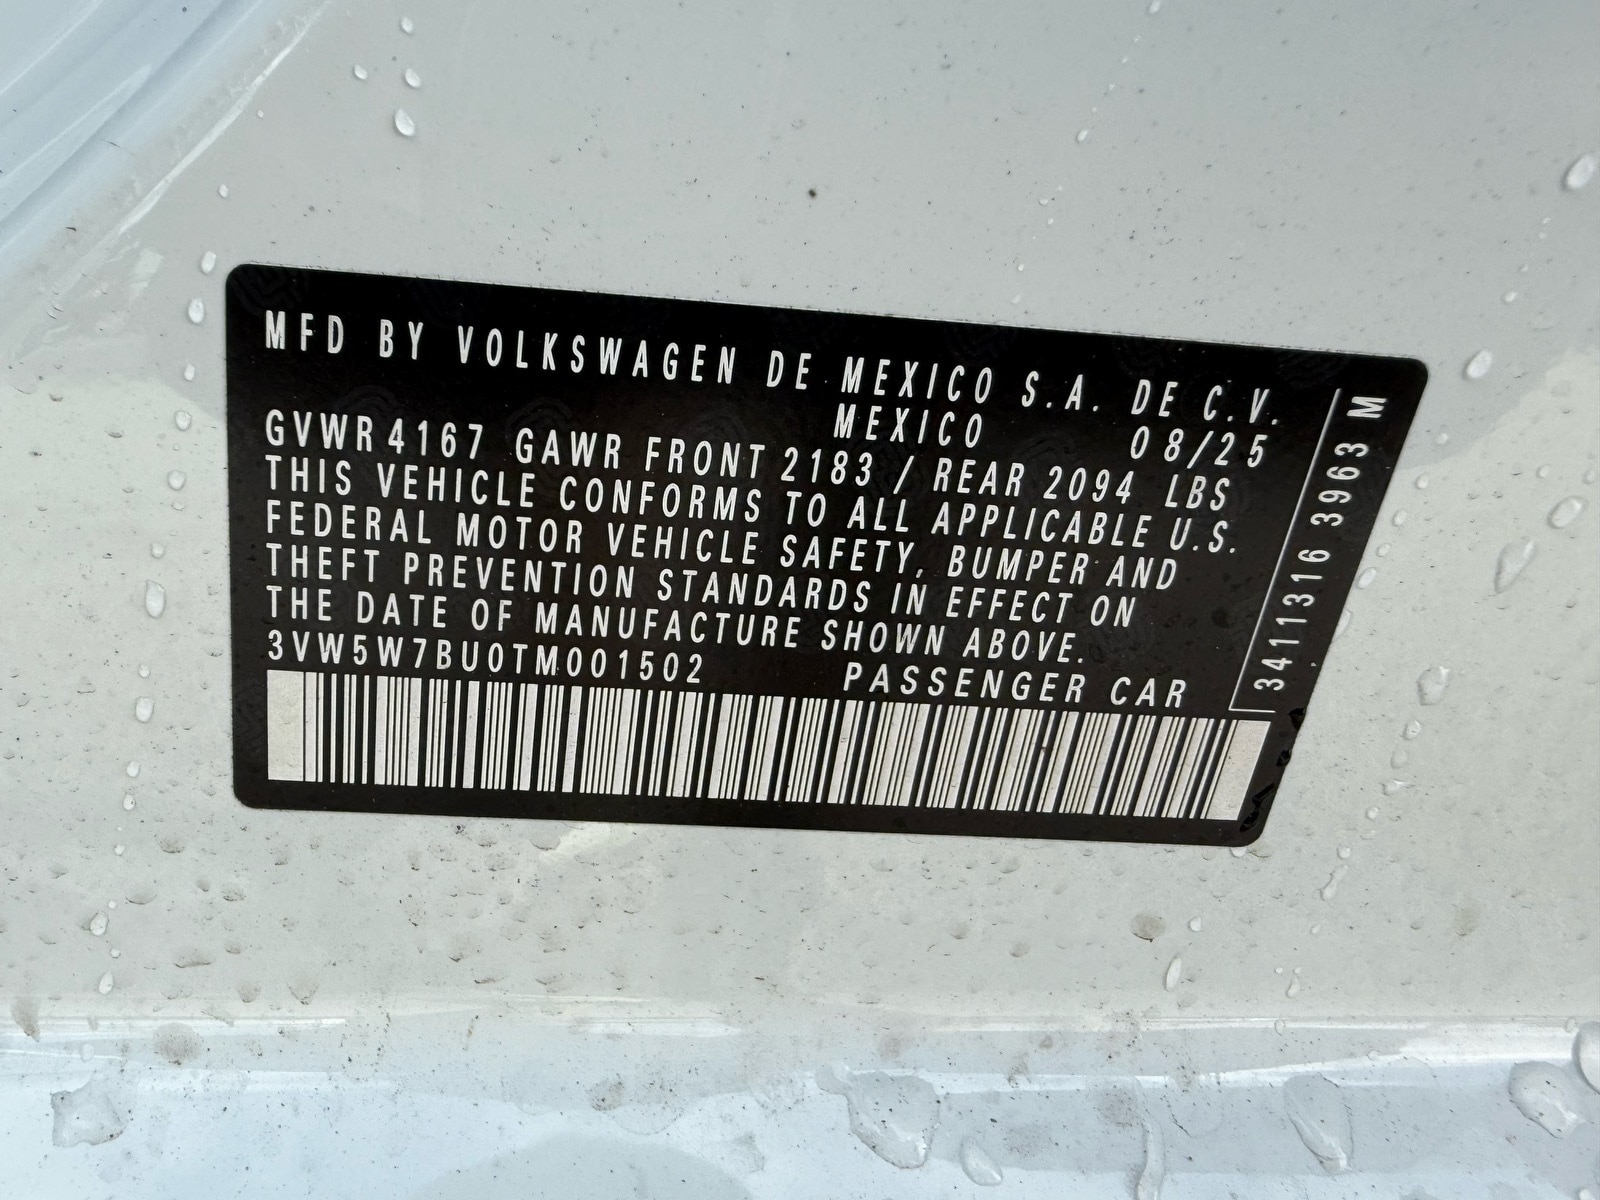 MFD BY VOLKSWAGEN DE MEXICO S.A. DE C.V.
MEXICO 08/25
GVWR 4167 GAWR FRONT 2183 / REAR 2094 LBS
THIS VEHICLE CONFORMS TO ALL APPLICABLE U.S.
FEDERAL MOTOR VEHICLE SAFETY, BUMPER AND
THEFT PREVENTION STANDARDS IN EFFECT ON
THE DATE OF MANUFACTURE SHOWN ABOVE.
3VW5W7BU0TM001502 PASSENGER CAR
3411316 3963 M